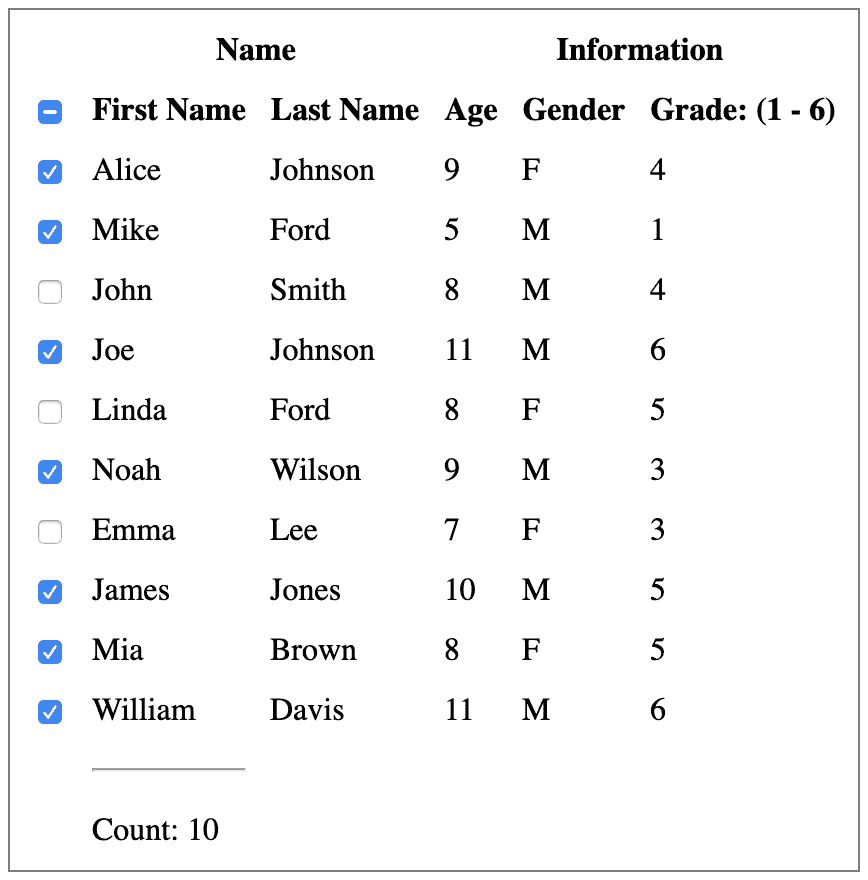 Name Information
First Name Last Name Age Gender Grade: (1 - 6)
Alice Johnson 9 F 4
Mike Ford 5 M 1
John Smith 8 M 4
Joe Johnson 11 M 6
Linda Ford 8 F 5
Noah Wilson 9 M 3
Emma Lee 7 F 3
James Jones 10 M 5
Mia Brown 8 F 5
William Davis 11 M 6
Count: 10